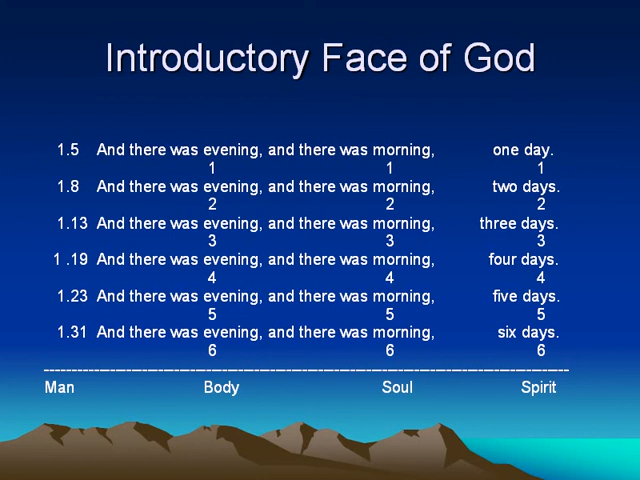 Introductory Face of God
1.5 And there was evening, and there was morning, one day.
1 1 1
1.8 And there was evening, and there was morning, two days.
2 2 2
1.13 And there was evening, and there was morning, three days.
3 3 3
1 .19 And there was evening, and there was morning, four days.
4 4 4
1.23 And there was evening, and there was morning, five days.
5 5 5
1.31 And there was evening, and there was morning, six days.
6 6 6
--------------------------------------------------------------------------------------------
Man Body Soul Spirit